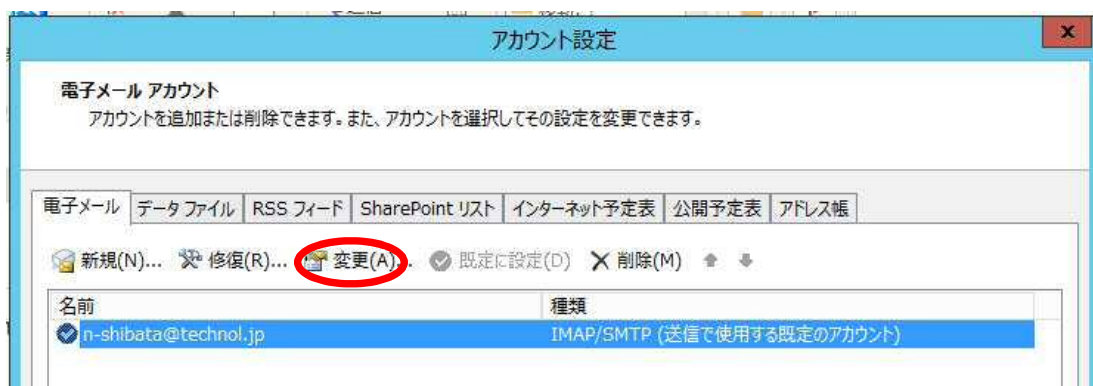 アカウント設定
x
電子メール アカウント
アカウントを追加または削除できます。また、アカウントを選択してその設定を変更できます。
電子メール データ ファイル RSS フィード SharePoint リスト インターネット予定表 公開予定表 アドレス帳
新規(N)... 修復(R)... 変更(A)... 既定に設定(D) 削除(M)
名前 種類
n-shibata@technol.jp IMAP/SMTP (送信で使用する既定のアカウント)